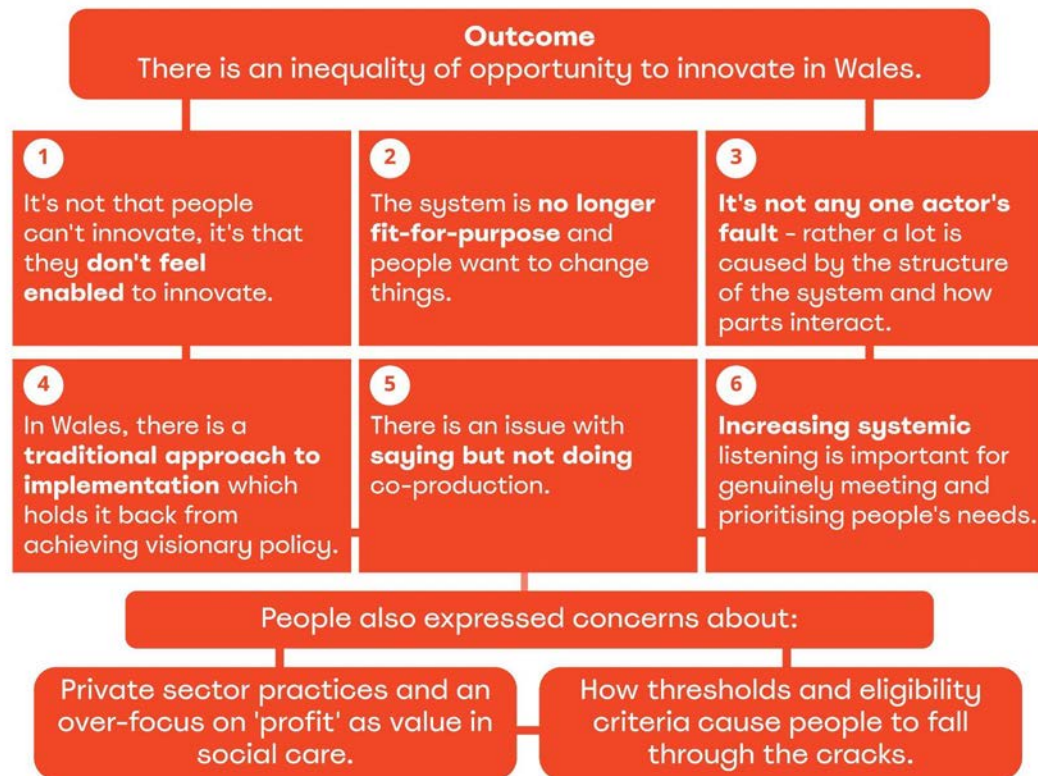 Outcome
There is an inequality of opportunity to innovate in Wales.
1
It's not that people
can't innovate, it's that
they don't feel
enabled to innovate.
2
The system is no longer
fit-for-purpose and
people want to change
things.
3
It's not any one actor's
fault - rather a lot is
caused by the structure
of the system and how
parts interact.
4
In Wales, there is a
traditional approach to
implementation which
holds it back from
achieving visionary policy.
5
There is an issue with
saying but not doing
co-production.
6
Increasing systemic
listening is important for
genuinely meeting and
prioritising people's needs.
People also expressed concerns about:
Private sector practices and an
over-focus on 'profit' as value in
social care.
How thresholds and eligibility
criteria cause people to fall
through the cracks.